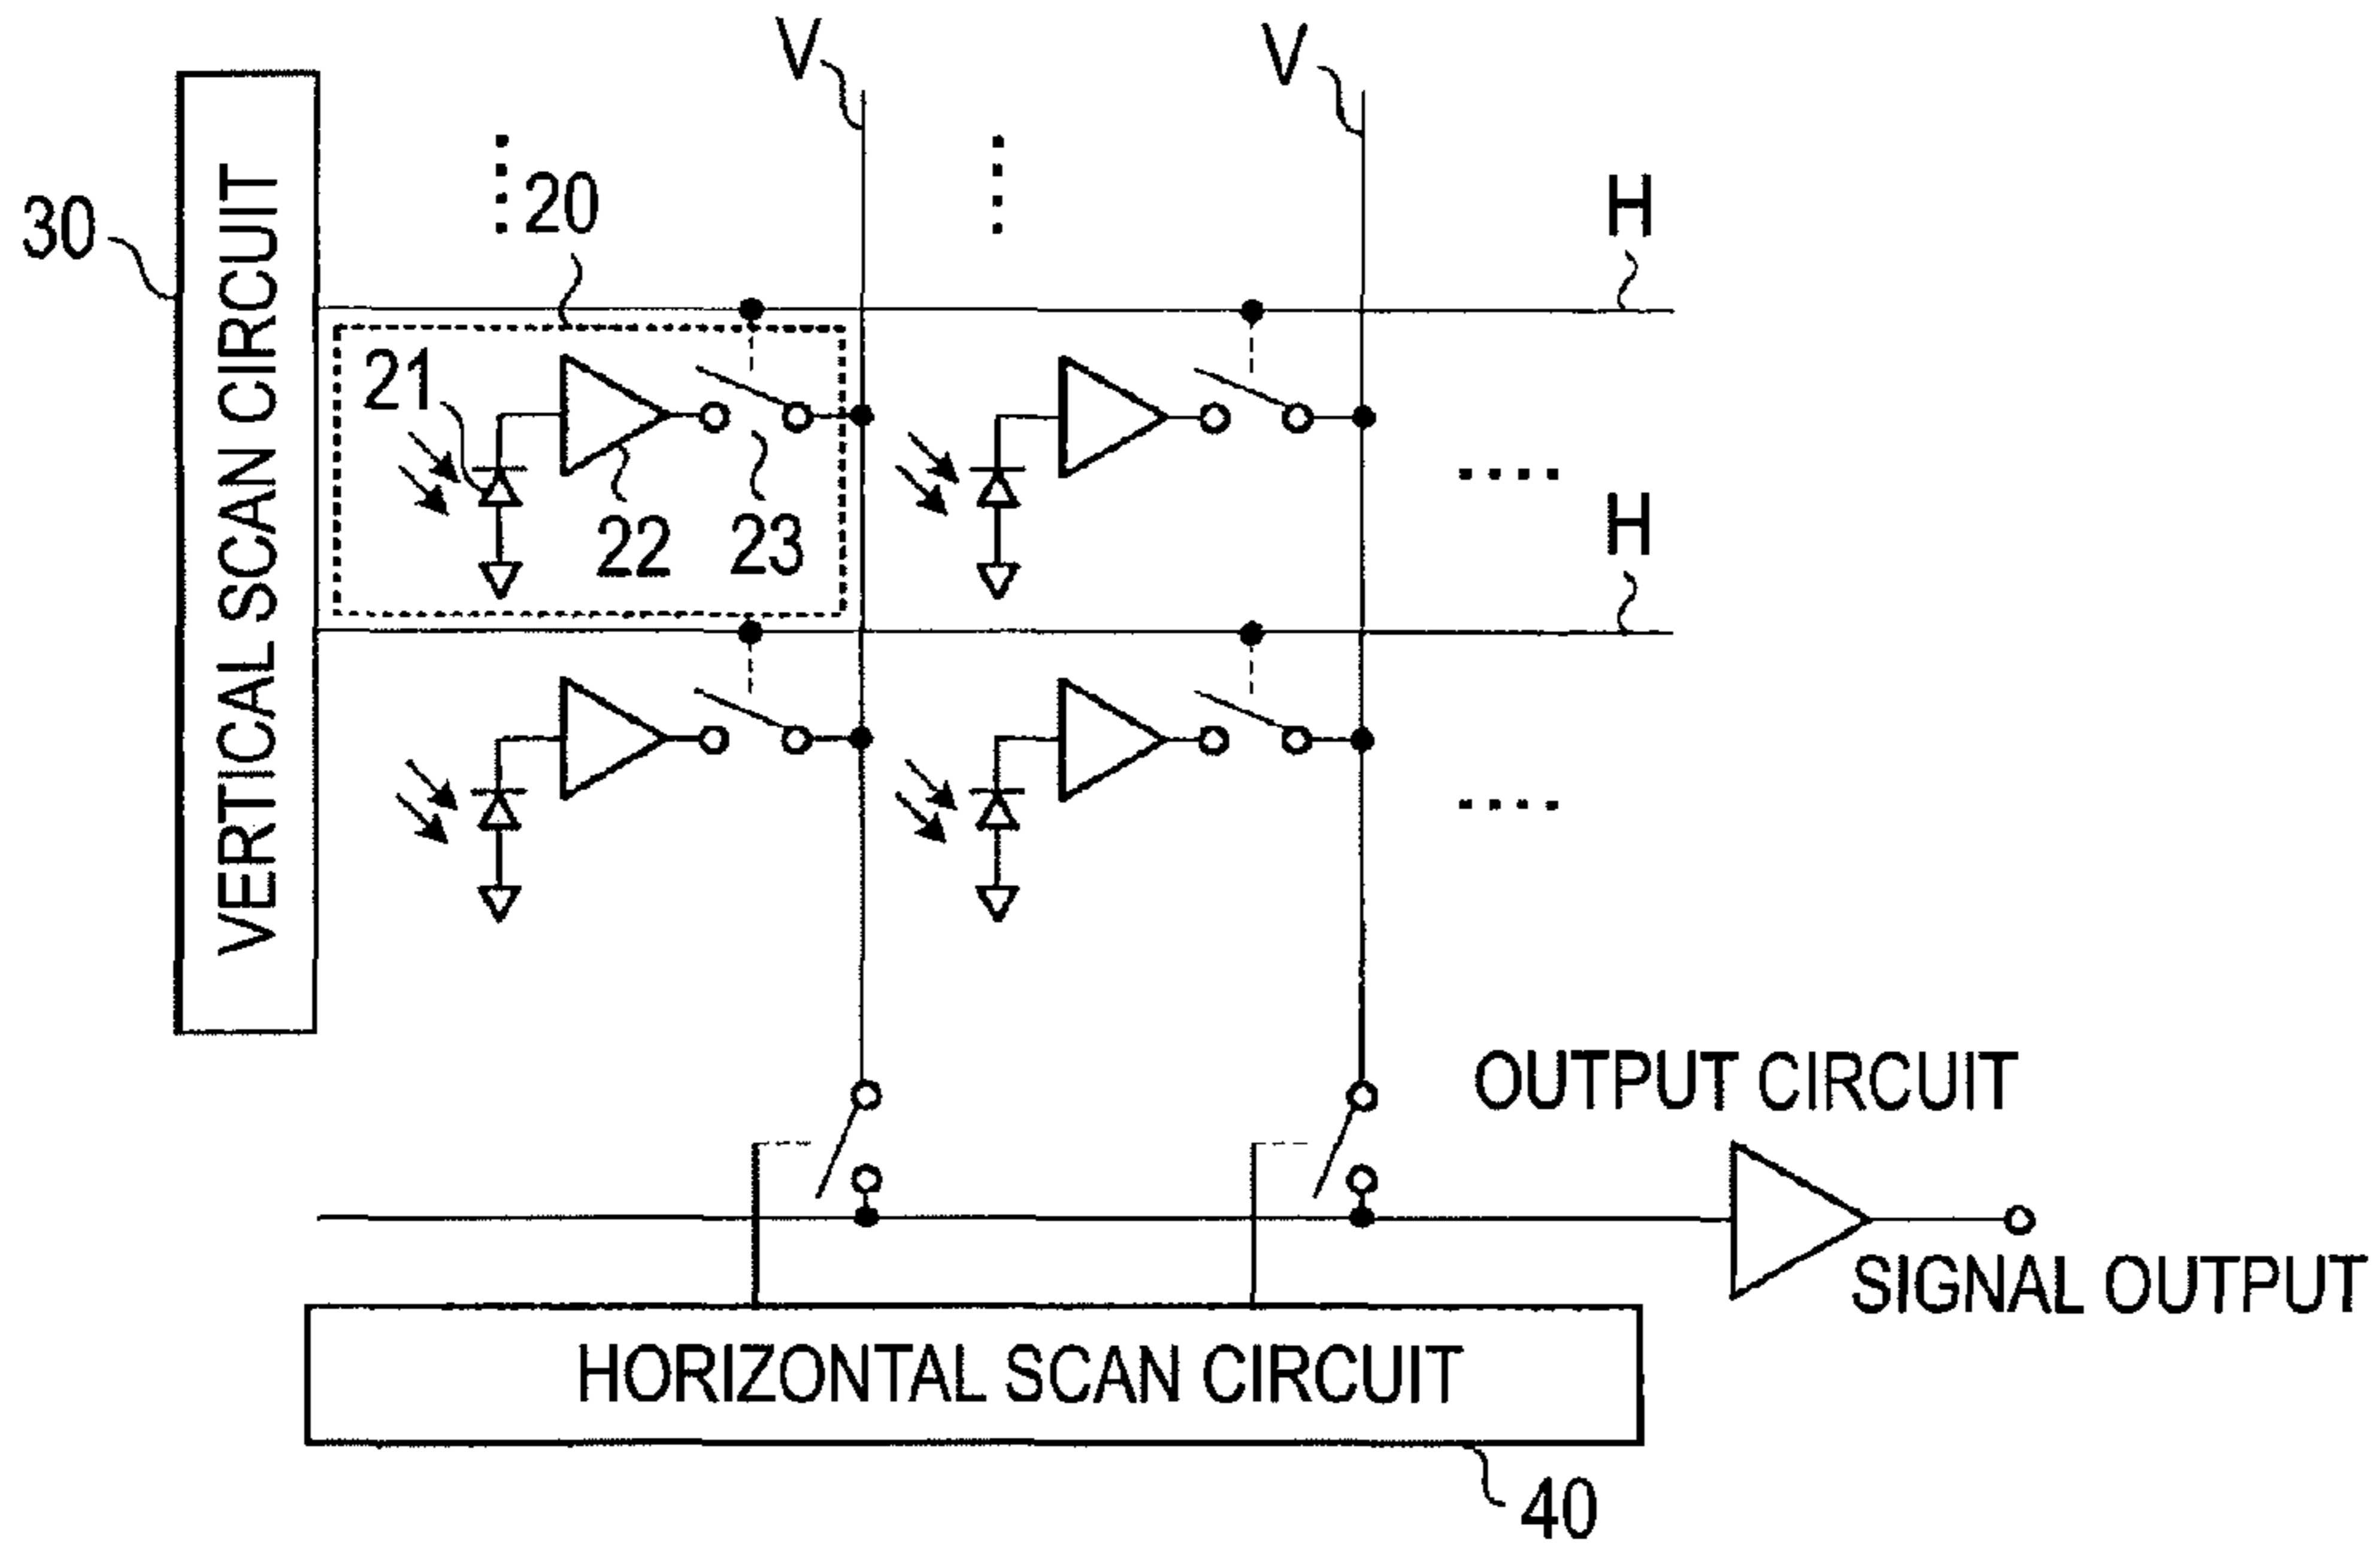 V
V
30
VERTICAL SCAN CIRCUIT
20
H
21
22
23
H
OUTPUT CIRCUIT
SIGNAL OUTPUT
HORIZONTAL SCAN CIRCUIT
40